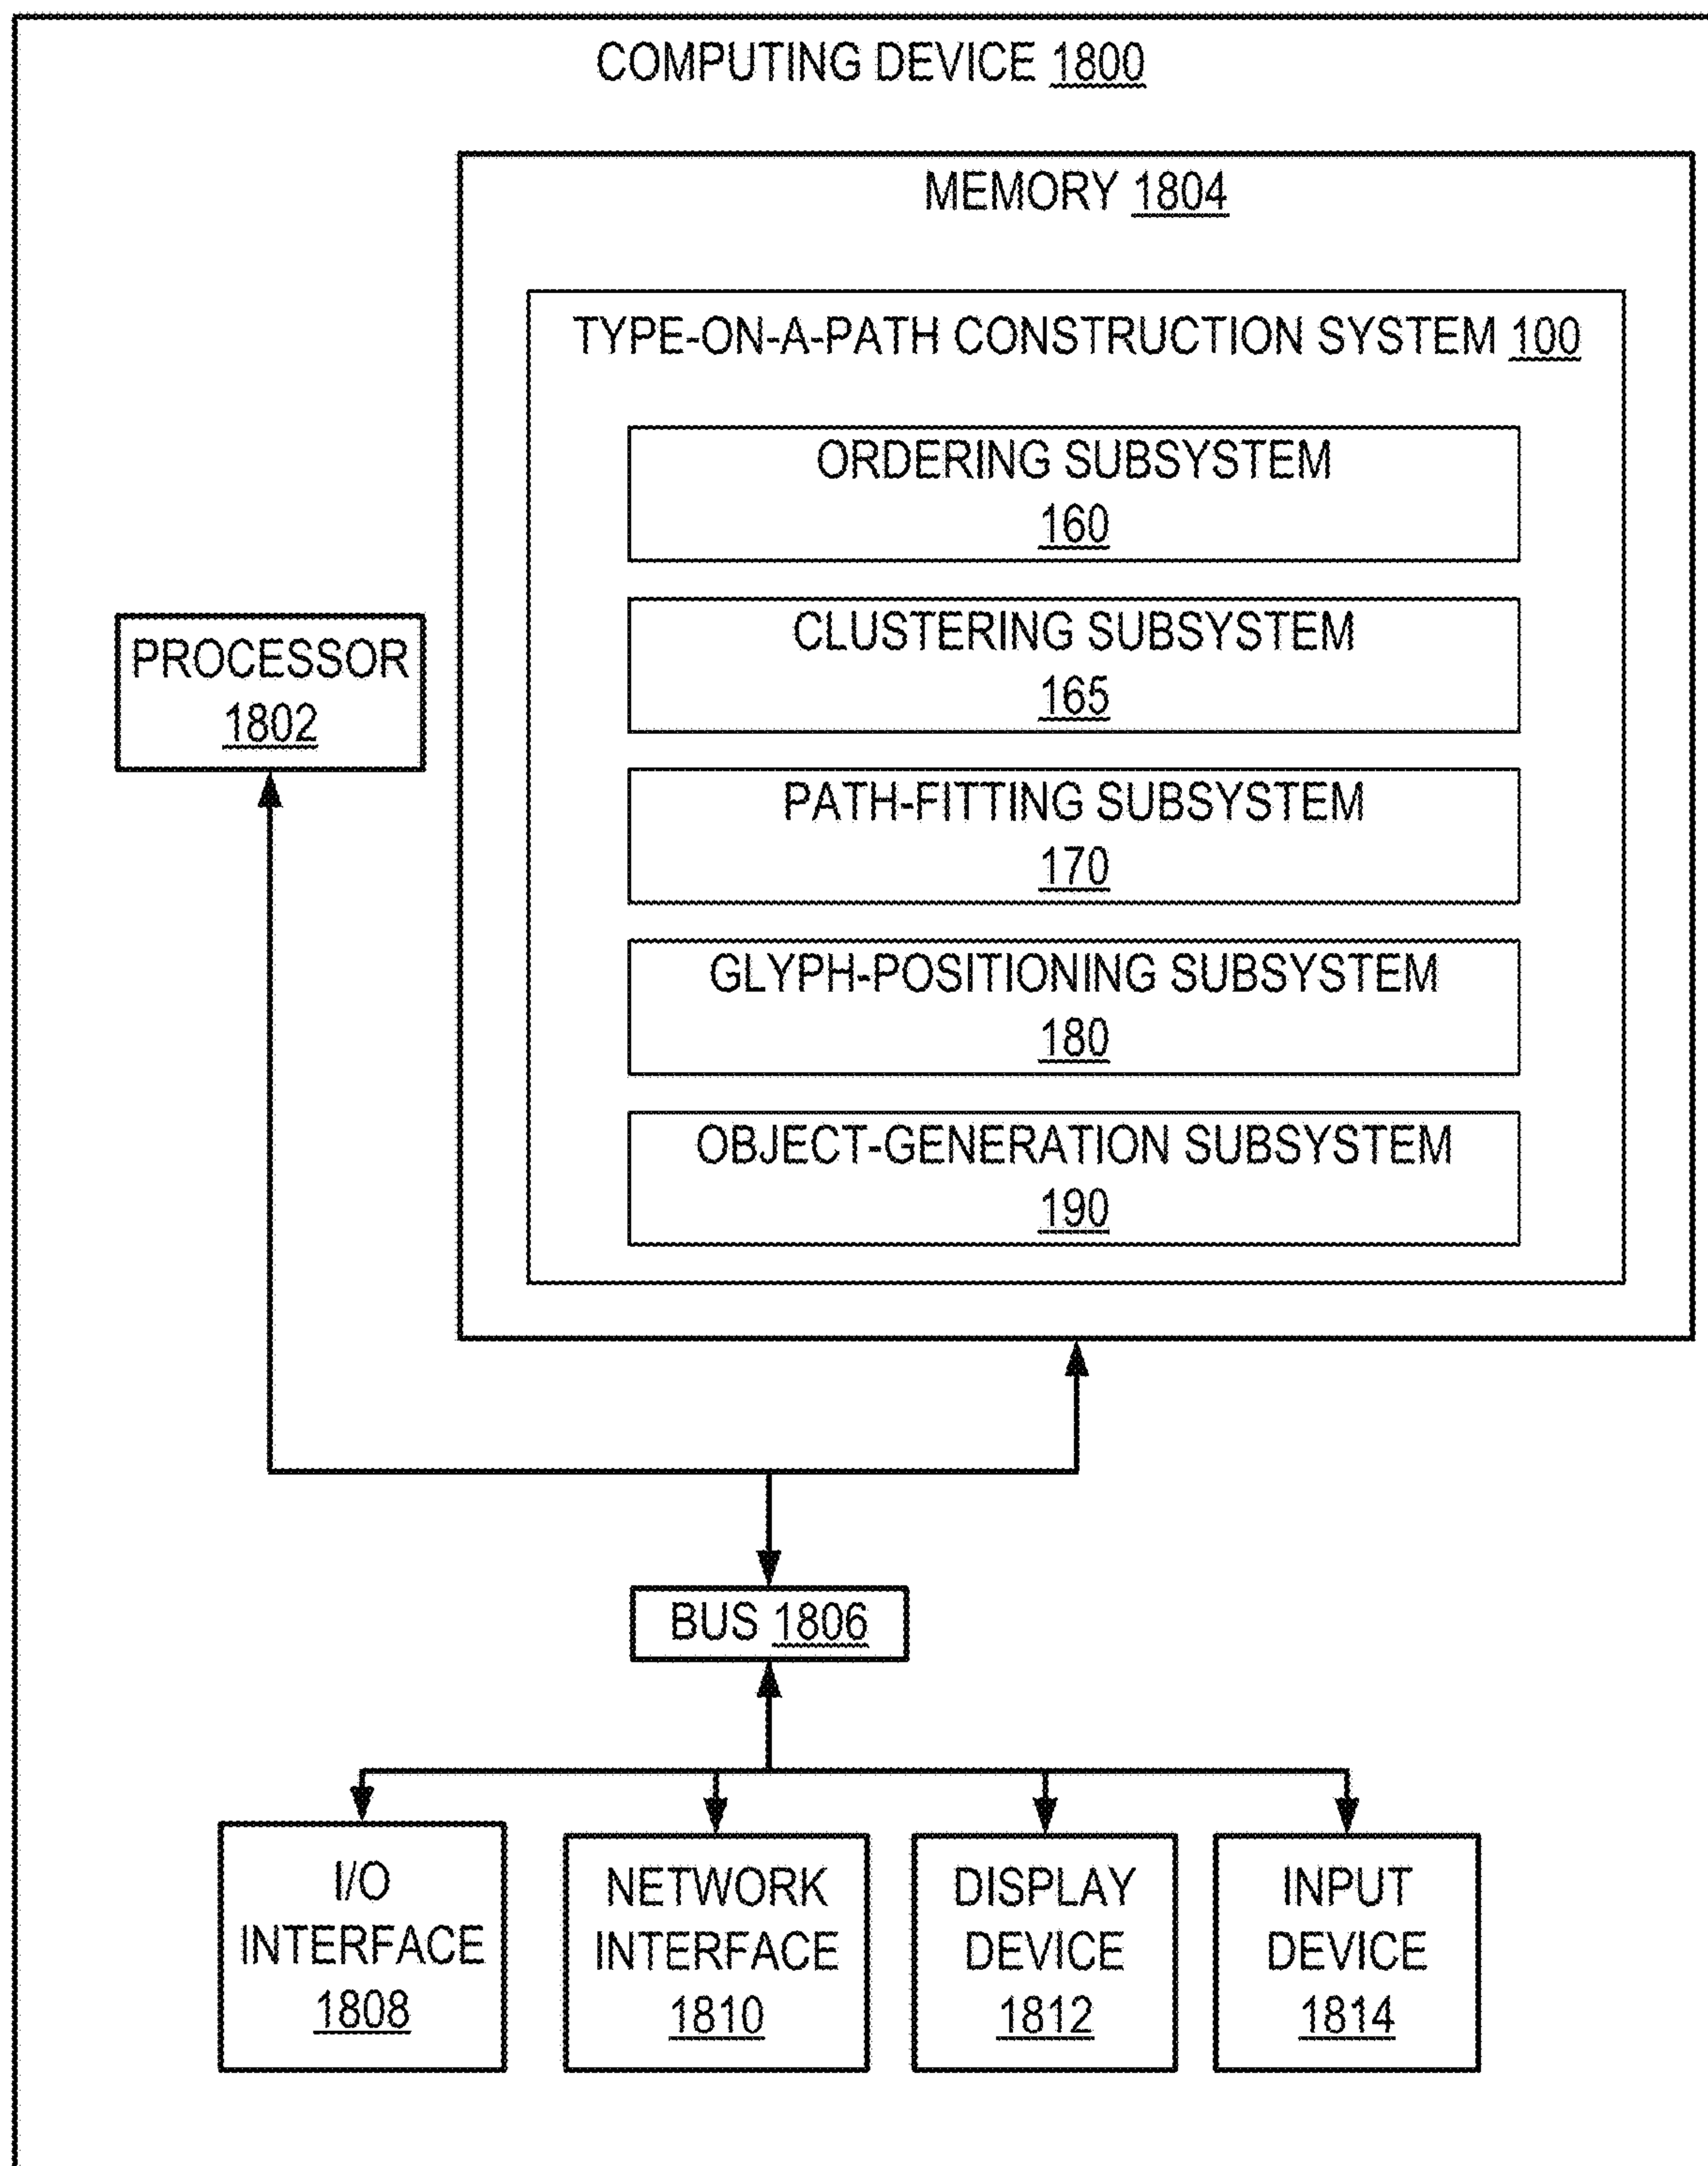 COMPUTING DEVICE 1800
MEMORY 1804
TYPE-ON-A-PATH CONSTRUCTION SYSTEM 100
ORDERING SUBSYSTEM
160
CLUSTERING SUBSYSTEM
165
PROCESSOR
1802
PATH-FITTING SUBSYSTEM
170
GLYPH-POSITIONING SUBSYSTEM
180
OBJECT-GENERATION SUBSYSTEM
190
BUS 1806
I/O
INTERFACE
1808
NETWORK
INTERFACE
1810
DISPLAY
DEVICE
1812
INPUT
DEVICE
1814